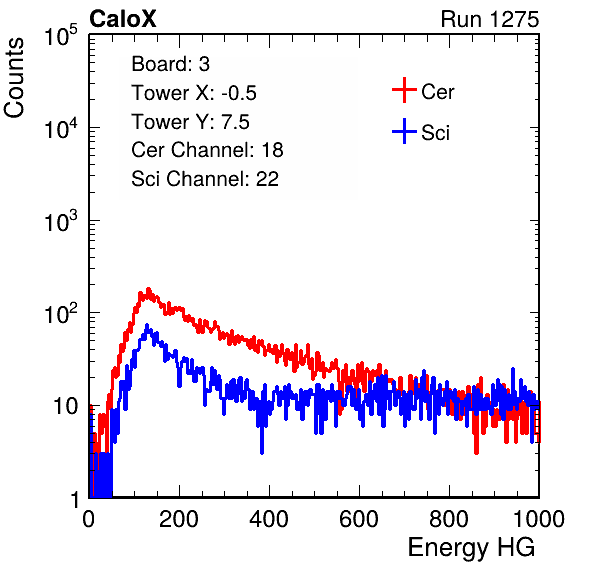 CaloX Run 1275
Counts
10^5
10^4
10^3
10^2
10
1
Board: 3
Tower X: -0.5
Tower Y: 7.5
Cer Channel: 18
Sci Channel: 22
Cer
Sci
0 200 400 600 800 1000
Energy HG